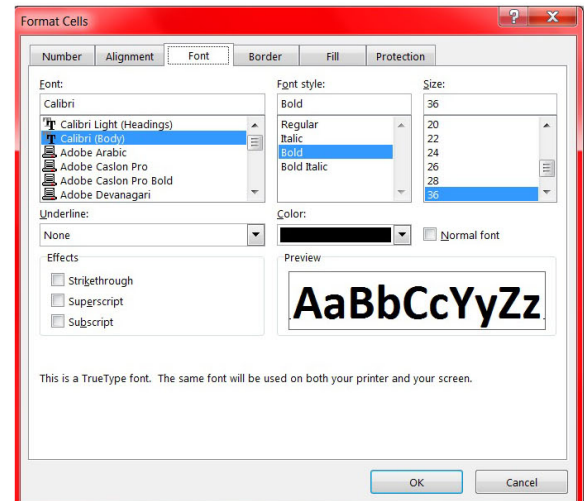 Format Cells
? X
Number Alignment Font Border Fill Protection
Font: Font style: Size:
Calibri Bold 36
Calibri Light (Headings) Regular 20
Calibri (Body) Italic 22
Adobe Arabic Bold 24
Adobe Caslon Pro Bold Italic 26
Adobe Caslon Pro Bold 28
Adobe Devanagari 36
Underline: Color:
None Normal font
Effects Preview
Strikethrough
Superscript AaBbCcYyZz
Subscript
This is a TrueType font. The same font will be used on both your printer and your screen.
OK Cancel